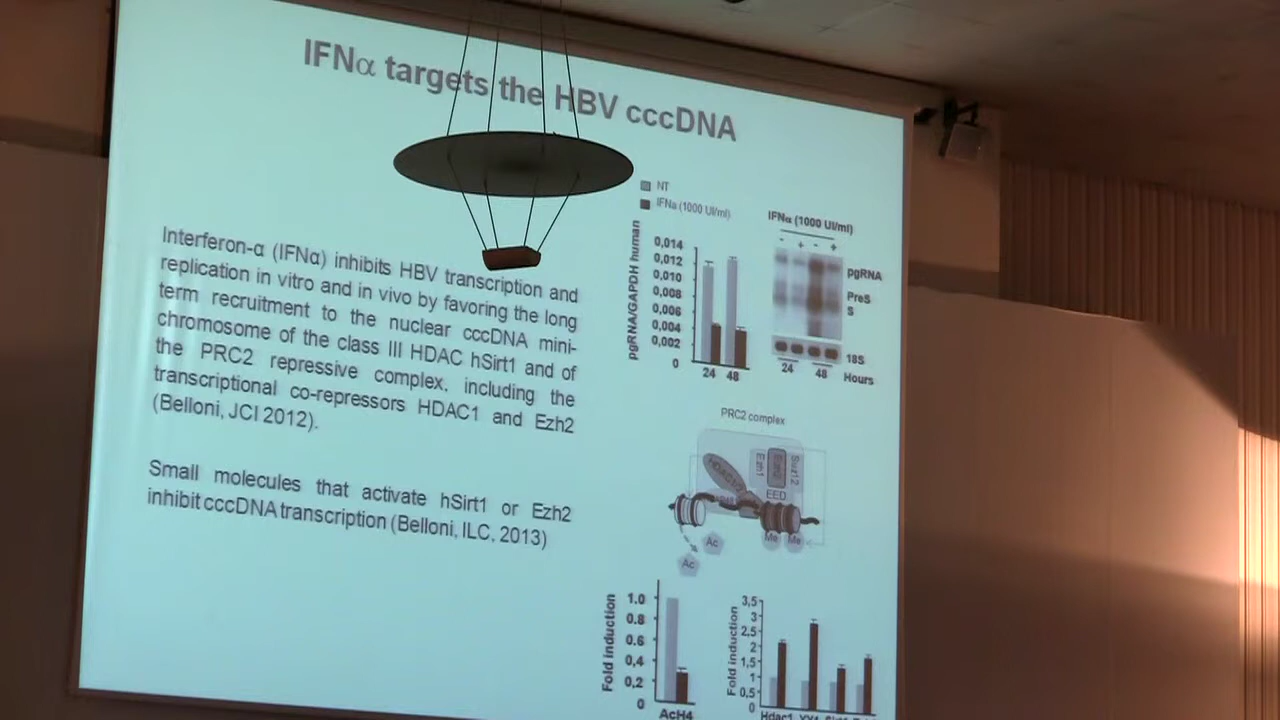 IFNα targets the HBV cccDNA
Interferon-α (IFNα) inhibits HBV transcription and
replication in vitro and in vivo by favoring the long
term recruitment to the nuclear cccDNA mini-
chromosome of the class III HDAC hSirt1 and of
the PRC2 repressive complex, including the
transcriptional co-repressors HDAC1 and Ezh2
(Belloni, JCI 2012).
Small molecules that activate hSirt1 or Ezh2
inhibit cccDNA transcription (Belloni, ILC, 2013)
NT
IFNa (1000 UI/ml)
pgRNA/GAPDH human
0,014
0,012
0,010
0,008
0,006
0,004
0,002
0
24 48
IFNα (1000 UI/ml)
- + - +
pgRNA
PreS
S
18S
24 48 Hours
PRC2 complex
Ezh1
Ezh2
Suz12
EED
Ac
Ac
Me
Me
Fold induction
1.0
0.8
0.6
0,4
0,2
0
AcH4
Fold induction
3,5
3
2,5
2
1,5
1
0,5
0
Hdac1